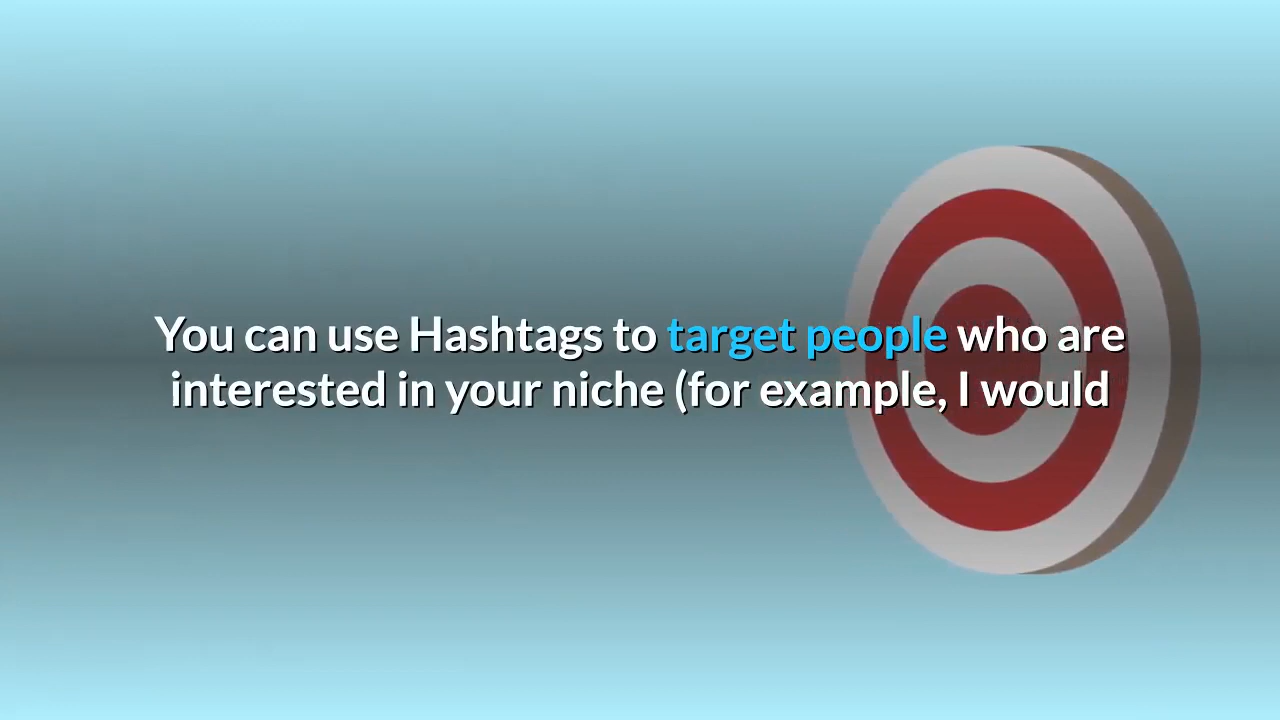 You can use Hashtags to target people who are
interested in your niche (for example, I would